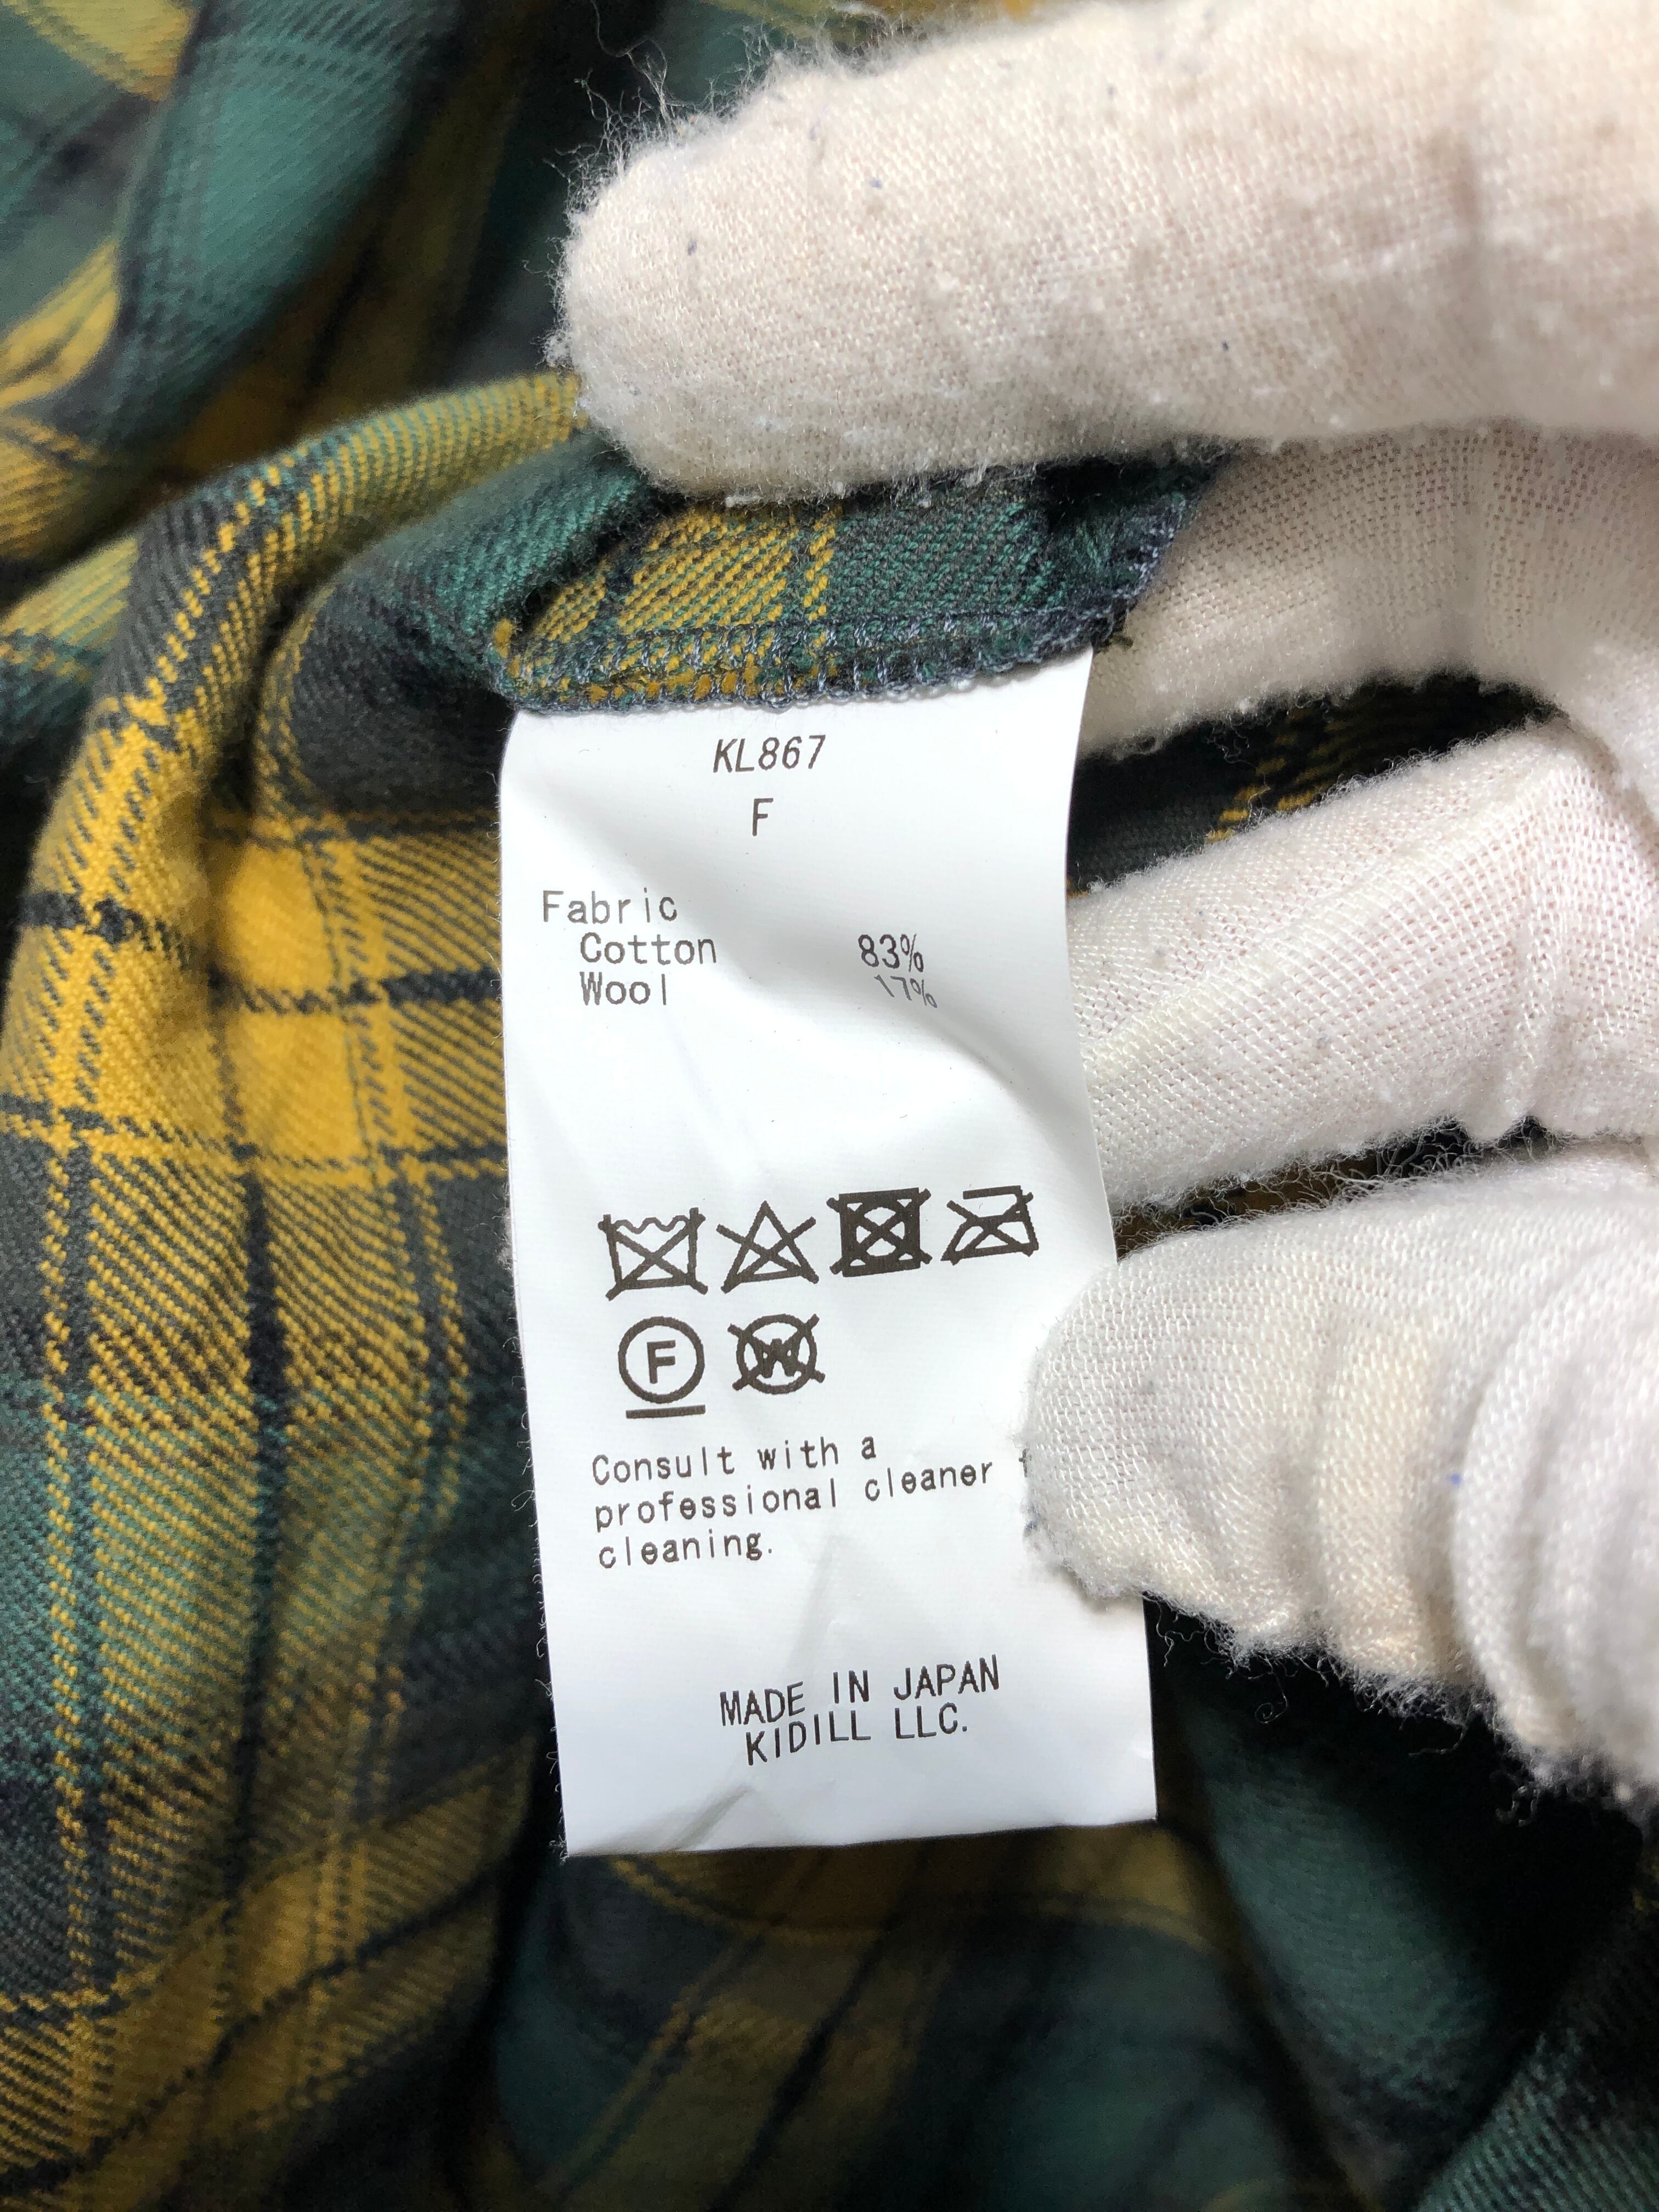 KL867
F
Fabric
Cotton 83%
Wool 17%
F W
Consult with a
professional cleaner
cleaning.
MADE IN JAPAN
KIDILL LLC.